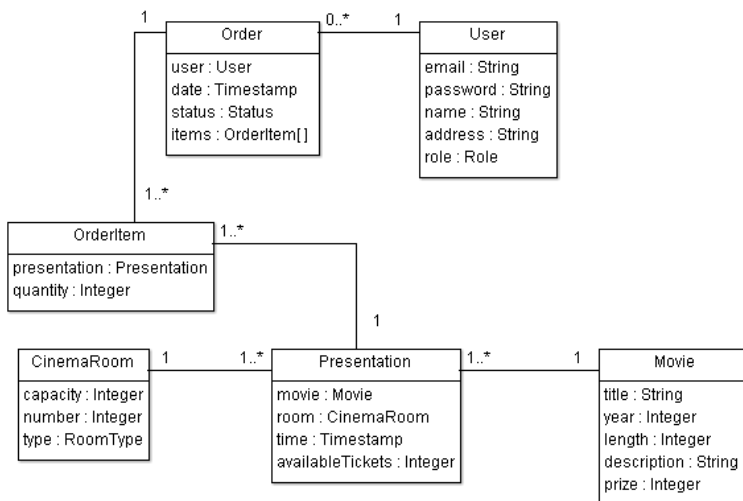 1
Order
0..*
1
User
user : User
date : Timestamp
status : Status
items : OrderItem[]
email : String
password : String
name : String
address : String
role : Role
1..*
OrderItem
1..*
presentation : Presentation
quantity : Integer
1
CinemaRoom
1
1..*
Presentation
1..*
1
Movie
capacity : Integer
number : Integer
type : RoomType
movie : Movie
room : CinemaRoom
time : Timestamp
availableTickets : Integer
title : String
year : Integer
length : Integer
description : String
prize : Integer